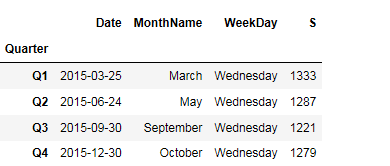 Date MonthName WeekDay S
Quarter
Q1 2015-03-25 March Wednesday 1333
Q2 2015-06-24 May Wednesday 1287
Q3 2015-09-30 September Wednesday 1221
Q4 2015-12-30 October Wednesday 1279